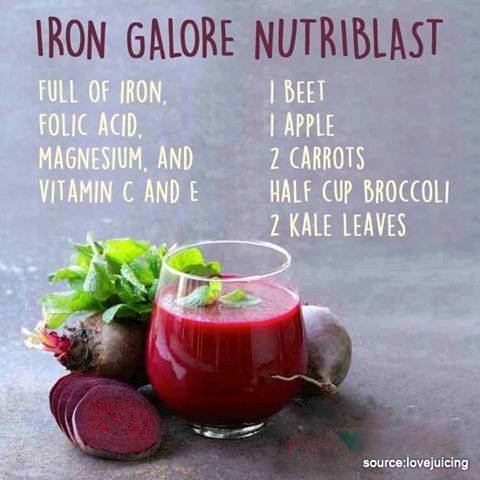 IRON GALORE NUTRIBLAST
FULL OF IRON,
FOLIC ACID,
MAGNESIUM, AND
VITAMIN C AND E
1 BEET
1 APPLE
2 CARROTS
HALF CUP BROCCOLI
2 KALE LEAVES
source:lovejuicing